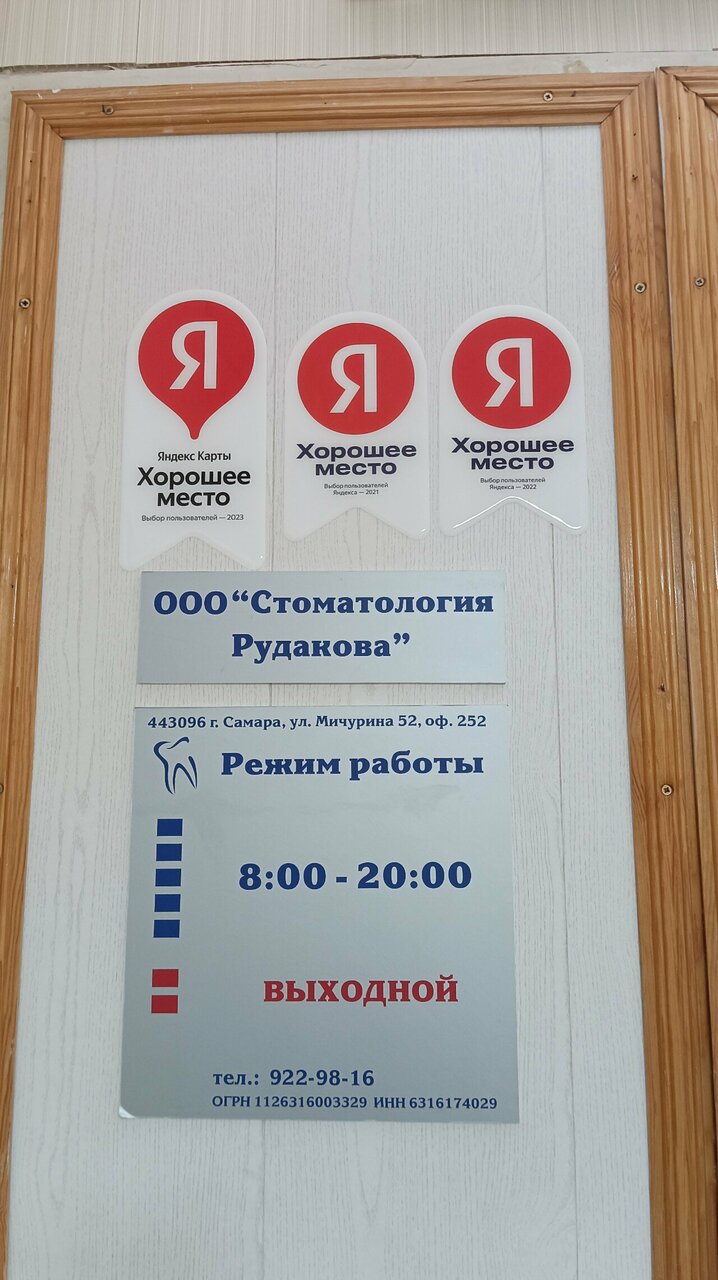 Я
Яндекс Карты
Хорошее
место
Выбор пользователей — 2023
Я
Хорошее
место
Выбор пользователей
Яндекса — 2021
Я
Хорошее
место
Выбор пользователей
Яндекса — 2022
ООО “Стоматология
Рудакова”
443096 г. Самара, ул. Мичурина 52, оф. 252
Режим работы
8:00 - 20:00
ВЫХОДНОЙ
тел.: 922-98-16
ОГРН 1126316003329 ИНН 6316174029